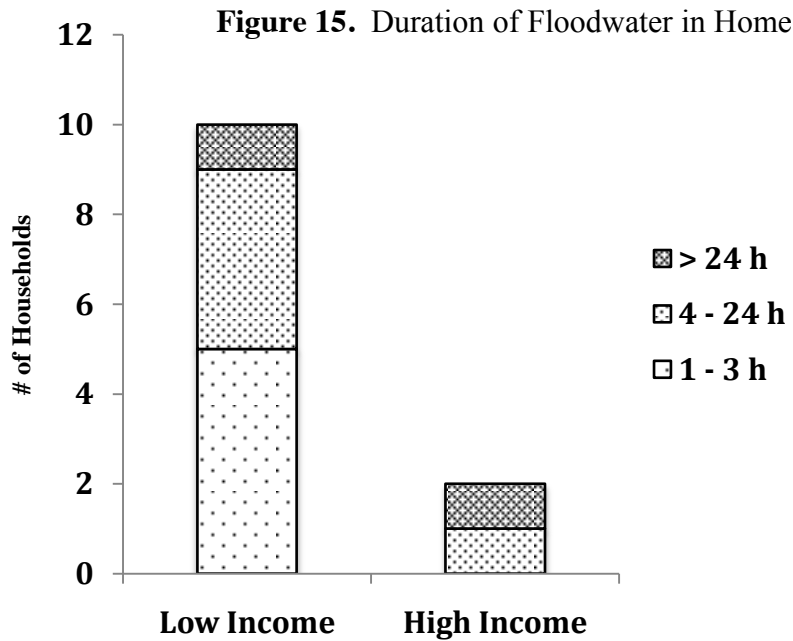 Figure 15. Duration of Floodwater in Home
12
10
8
6
4
2
0
# of Households
Low Income High Income
> 24 h
4 - 24 h
1 - 3 h